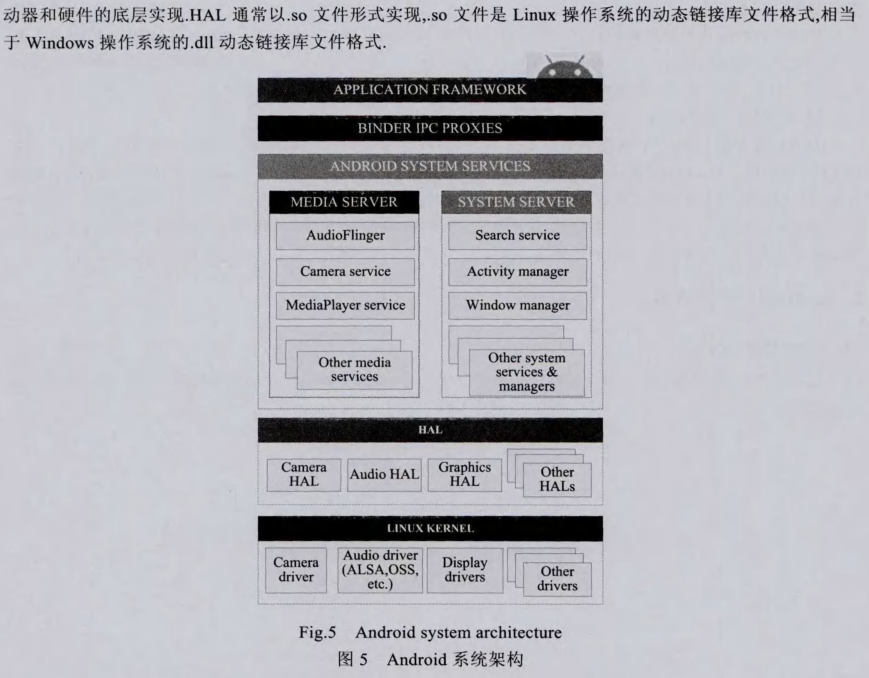 动器和硬件的底层实现.HAL 通常以.so 文件形式实现,.so 文件是 Linux 操作系统的动态链接库文件格式,相当
于 Windows 操作系统的.dll 动态链接库文件格式.
APPLICATION FRAMEWORK
BINDER IPC PROXIES
ANDROID SYSTEM SERVICES
MEDIA SERVER
AudioFlinger
Camera service
MediaPlayer service
Other media
services
SYSTEM SERVER
Search service
Activity manager
Window manager
Other system
services &
managers
HAL
Camera
HAL
Audio HAL
Graphics
HAL
Other
HALs
LINUX KERNEL
Camera
driver
Audio driver
(ALSA,OSS,
etc.)
Display
drivers
Other
drivers
Fig.5 Android system architecture
图 5 Android 系统架构